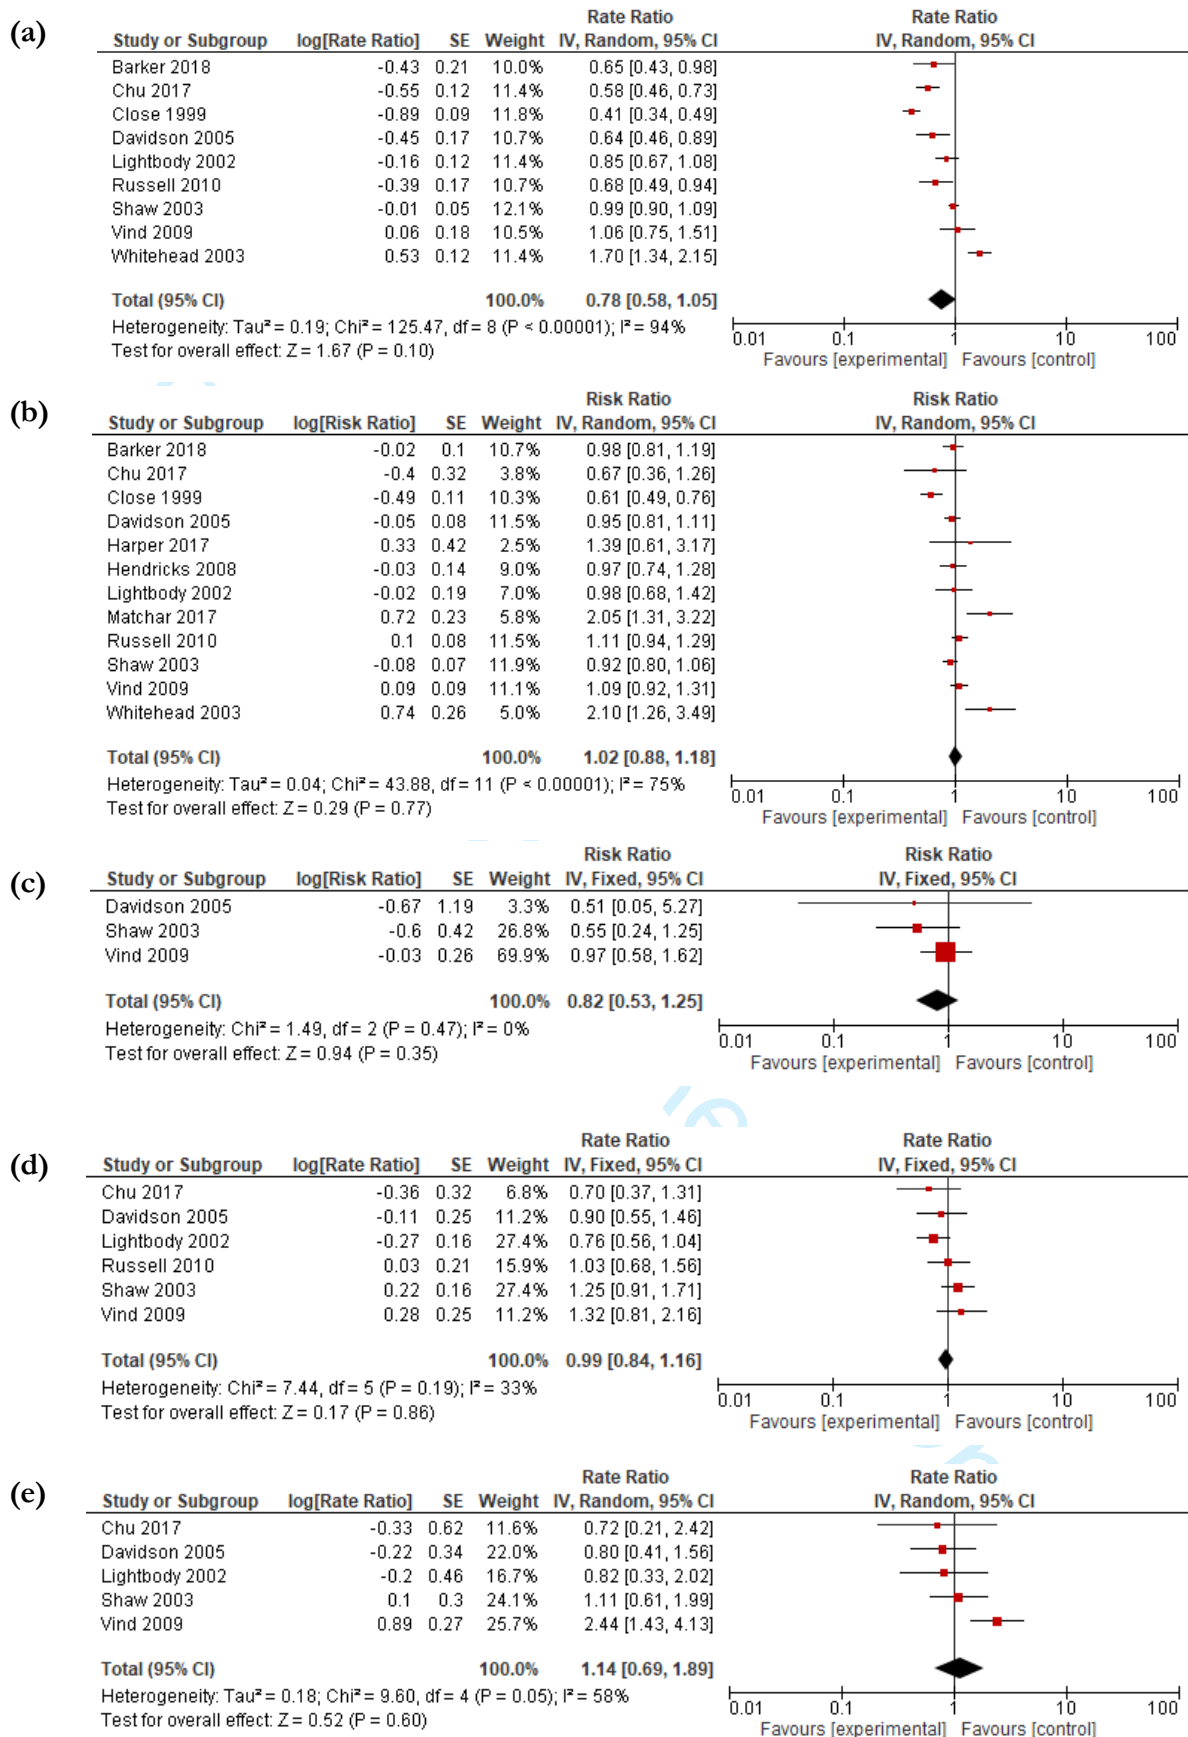 (a)
Rate Ratio Rate Ratio
Study or Subgroup log[Rate Ratio] SE Weight IV, Random, 95% CI IV, Random, 95% CI
Barker 2018 -0.43 0.21 10.0% 0.65 [0.43, 0.98]
Chu 2017 -0.55 0.12 11.4% 0.58 [0.46, 0.73]
Close 1999 -0.89 0.09 11.8% 0.41 [0.34, 0.49]
Davidson 2005 -0.45 0.17 10.7% 0.64 [0.46, 0.89]
Lightbody 2002 -0.16 0.12 11.4% 0.85 [0.67, 1.08]
Russell 2010 -0.39 0.17 10.7% 0.68 [0.49, 0.94]
Shaw 2003 -0.01 0.05 12.1% 0.99 [0.90, 1.09]
Vind 2009 0.06 0.18 10.5% 1.06 [0.75, 1.51]
Whitehead 2003 0.53 0.12 11.4% 1.70 [1.34, 2.15]
Total (95% CI) 100.0% 0.78 [0.58, 1.05]
Heterogeneity: Tau² = 0.19; Chi² = 125.47, df = 8 (P < 0.00001); I² = 94%
Test for overall effect: Z = 1.67 (P = 0.10)
0.01 0.1 1 10 100
Favours [experimental] Favours [control]
(b)
Risk Ratio Risk Ratio
Study or Subgroup log[Risk Ratio] SE Weight IV, Random, 95% CI IV, Random, 95% CI
Barker 2018 -0.02 0.1 10.7% 0.98 [0.81, 1.19]
Chu 2017 -0.4 0.32 3.8% 0.67 [0.36, 1.26]
Close 1999 -0.49 0.11 10.3% 0.61 [0.49, 0.76]
Davidson 2005 -0.05 0.08 11.5% 0.95 [0.81, 1.11]
Harper 2017 0.33 0.42 2.5% 1.39 [0.61, 3.17]
Hendricks 2008 -0.03 0.14 9.0% 0.97 [0.74, 1.28]
Lightbody 2002 -0.02 0.19 7.0% 0.98 [0.68, 1.42]
Matchar 2017 0.72 0.23 5.8% 2.05 [1.31, 3.22]
Russell 2010 0.1 0.08 11.5% 1.11 [0.94, 1.29]
Shaw 2003 -0.08 0.07 11.9% 0.92 [0.80, 1.06]
Vind 2009 0.09 0.09 11.1% 1.09 [0.92, 1.31]
Whitehead 2003 0.74 0.26 5.0% 2.10 [1.26, 3.49]
Total (95% CI) 100.0% 1.02 [0.88, 1.18]
Heterogeneity: Tau² = 0.04; Chi² = 43.88, df = 11 (P < 0.00001); I² = 75%
Test for overall effect: Z = 0.29 (P = 0.77)
0.01 0.1 1 10 100
Favours [experimental] Favours [control]
(c)
Risk Ratio Risk Ratio
Study or Subgroup log[Risk Ratio] SE Weight IV, Fixed, 95% CI IV, Fixed, 95% CI
Davidson 2005 -0.67 1.19 3.3% 0.51 [0.05, 5.27]
Shaw 2003 -0.6 0.42 26.8% 0.55 [0.24, 1.25]
Vind 2009 -0.03 0.26 69.9% 0.97 [0.58, 1.62]
Total (95% CI) 100.0% 0.82 [0.53, 1.25]
Heterogeneity: Chi² = 1.49, df = 2 (P = 0.47); I² = 0%
Test for overall effect: Z = 0.94 (P = 0.35)
0.01 0.1 1 10 100
Favours [experimental] Favours [control]
(d)
Rate Ratio Rate Ratio
Study or Subgroup log[Rate Ratio] SE Weight IV, Fixed, 95% CI IV, Fixed, 95% CI
Chu 2017 -0.36 0.32 6.8% 0.70 [0.37, 1.31]
Davidson 2005 -0.11 0.25 11.2% 0.90 [0.55, 1.46]
Lightbody 2002 -0.27 0.16 27.4% 0.76 [0.56, 1.04]
Russell 2010 0.03 0.21 15.9% 1.03 [0.68, 1.56]
Shaw 2003 0.22 0.16 27.4% 1.25 [0.91, 1.71]
Vind 2009 0.28 0.25 11.2% 1.32 [0.81, 2.16]
Total (95% CI) 100.0% 0.99 [0.84, 1.16]
Heterogeneity: Chi² = 7.44, df = 5 (P = 0.19); I² = 33%
Test for overall effect: Z = 0.17 (P = 0.86)
0.01 0.1 1 10 100
Favours [experimental] Favours [control]
(e)
Rate Ratio Rate Ratio
Study or Subgroup log[Rate Ratio] SE Weight IV, Random, 95% CI IV, Random, 95% CI
Chu 2017 -0.33 0.62 11.6% 0.72 [0.21, 2.42]
Davidson 2005 -0.22 0.34 22.0% 0.80 [0.41, 1.56]
Lightbody 2002 -0.2 0.46 16.7% 0.82 [0.33, 2.02]
Shaw 2003 0.1 0.3 24.1% 1.11 [0.61, 1.99]
Vind 2009 0.89 0.27 25.7% 2.44 [1.43, 4.13]
Total (95% CI) 100.0% 1.14 [0.69, 1.89]
Heterogeneity: Tau² = 0.18; Chi² = 9.60, df = 4 (P = 0.05); I² = 58%
Test for overall effect: Z = 0.52 (P = 0.60)
0.01 0.1 1 10 100
Favours [experimental] Favours [control]